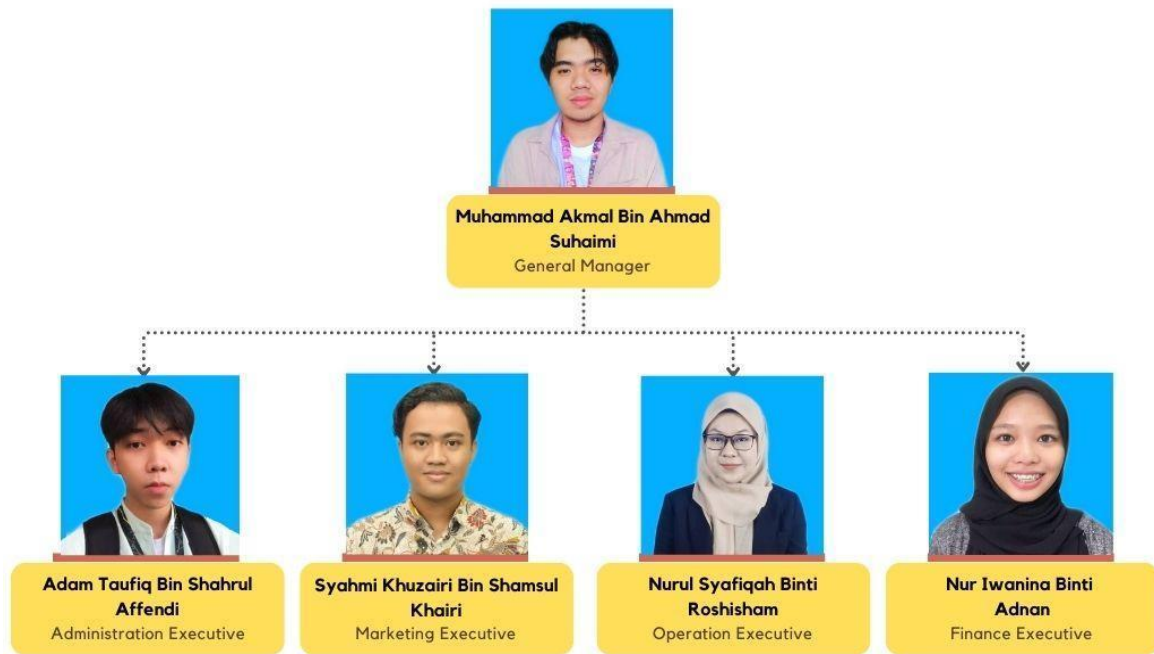 Muhammad Akmal Bin Ahmad
Suhaimi
General Manager
Adam Taufiq Bin Shahrul
Affendi
Administration Executive
Syahmi Khuzairi Bin Shamsul
Khairi
Marketing Executive
Nurul Syafiqah Binti
Roshisham
Operation Executive
Nur Iwanina Binti
Adnan
Finance Executive